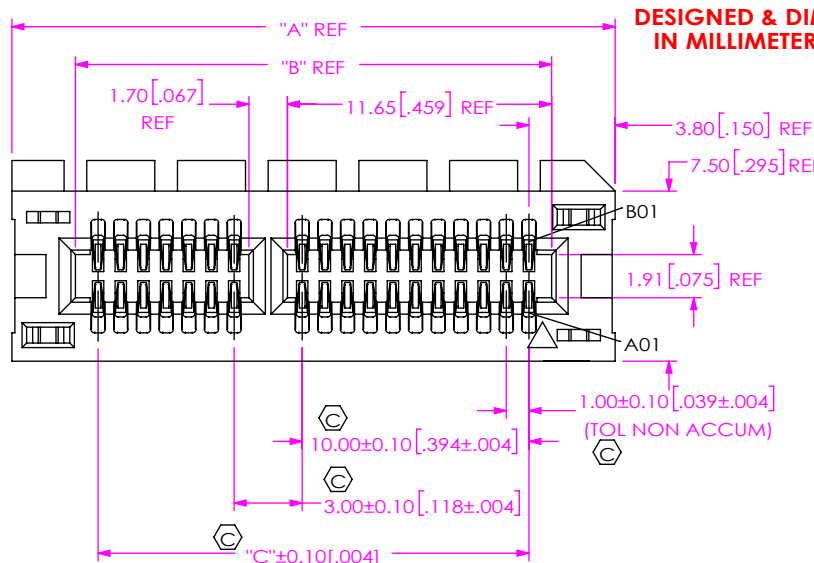 "A" REF
DESIGNED & DI
IN MILLIMETER
"B" REF
1.70[.067]
REF
11.65[.459] REF
3.80[.150] REF
7.50[.295]RE
B01
1.91[.075] REF
A01
1.00±0.10[.039±.004]
(TOL NON ACCUM)
C
10.00±0.10[.394±.004]
C
C
3.00±0.10[.118±.004]
C
"C"±0.10[.004]